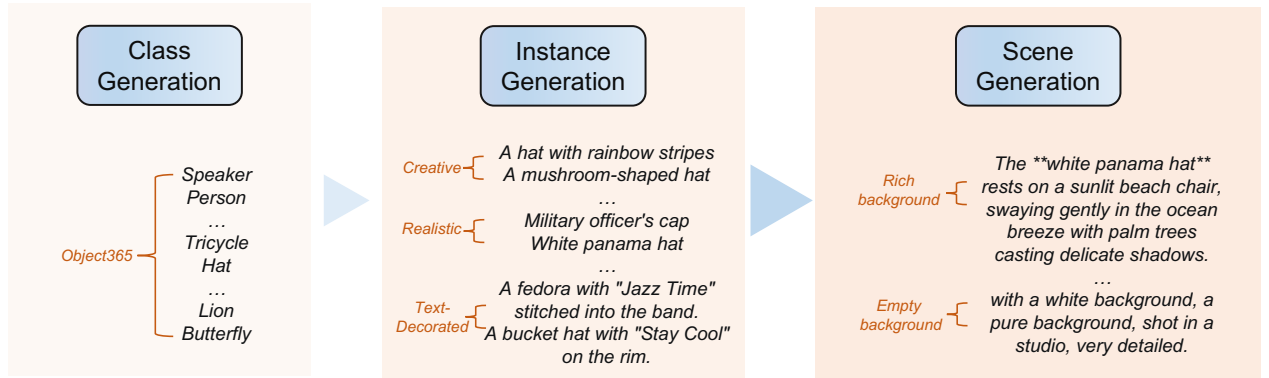 Class
Generation
Object365
Speaker
Person
...
Tricycle
Hat
...
Lion
Butterfly
Instance
Generation
Creative
A hat with rainbow stripes
A mushroom-shaped hat
...
Realistic
Military officer's cap
White panama hat
...
Text-
Decorated
A fedora with "Jazz Time"
stitched into the band.
A bucket hat with "Stay Cool"
on the rim.
Scene
Generation
Rich
background
The **white panama hat**
rests on a sunlit beach chair,
swaying gently in the ocean
breeze with palm trees
casting delicate shadows.
...
Empty
background
with a white background, a
pure background, shot in a
studio, very detailed.